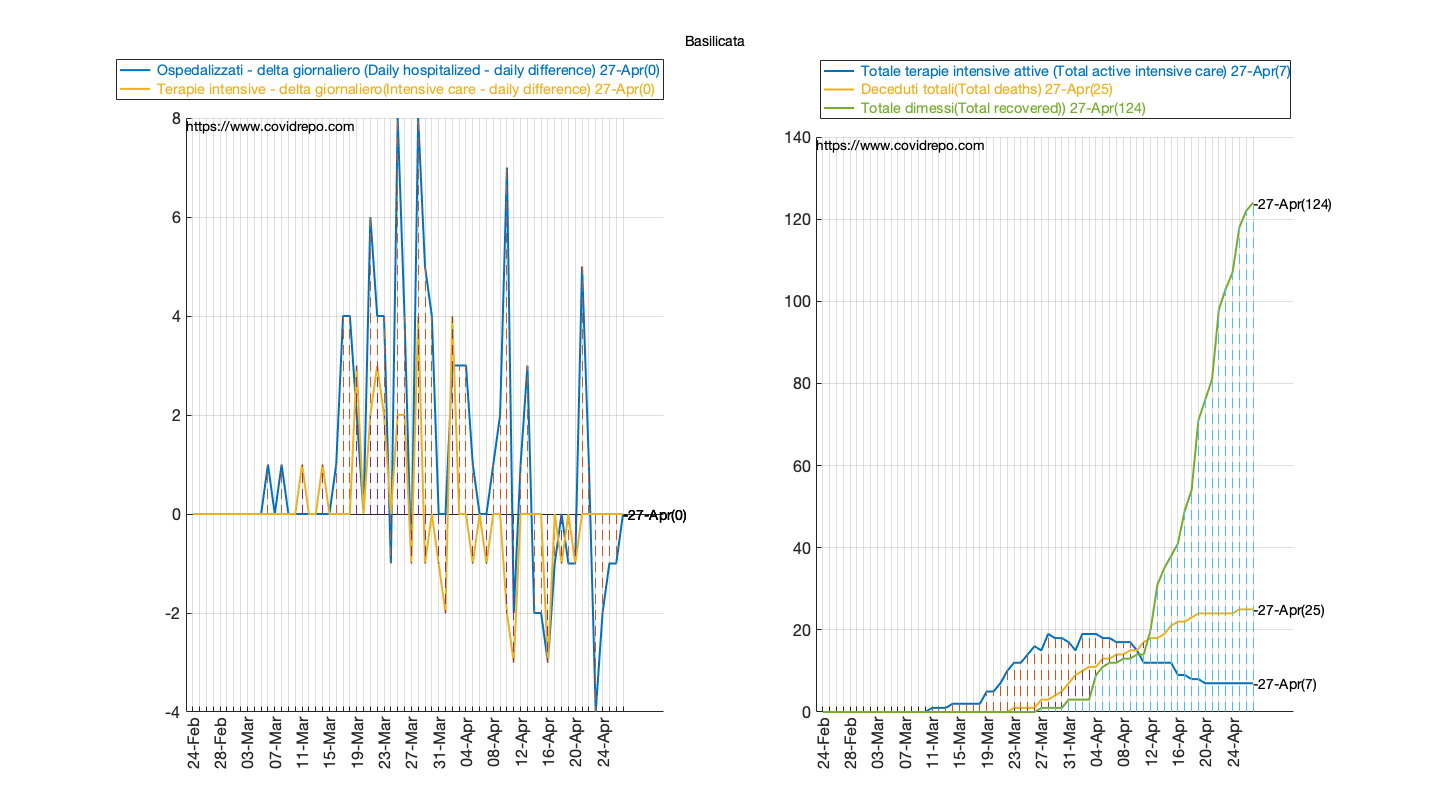 Basilicata
Ospedalizzati - delta giornaliero (Daily hospitalized - daily difference) 27-Apr(0)
Terapie intensive - delta giornaliero(Intensive care - daily difference) 27-Apr(0)
8
https://www.covidrepo.com
6
4
2
0
-2
-4
-27-Apr(0)
24-Feb
28-Feb
03-Mar
07-Mar
11-Mar
15-Mar
19-Mar
23-Mar
27-Mar
31-Mar
04-Apr
08-Apr
12-Apr
16-Apr
20-Apr
24-Apr
Totale terapie intensive attive (Total active intensive care) 27-Apr(7)
Deceduti totali(Total deaths) 27-Apr(25)
Totale dimessi(Total recovered)) 27-Apr(124)
140
https://www.covidrepo.com
120
100
80
60
40
20
0
-27-Apr(124)
-27-Apr(25)
-27-Apr(7)
24-Feb
28-Feb
03-Mar
07-Mar
11-Mar
15-Mar
19-Mar
23-Mar
27-Mar
31-Mar
04-Apr
08-Apr
12-Apr
16-Apr
20-Apr
24-Apr